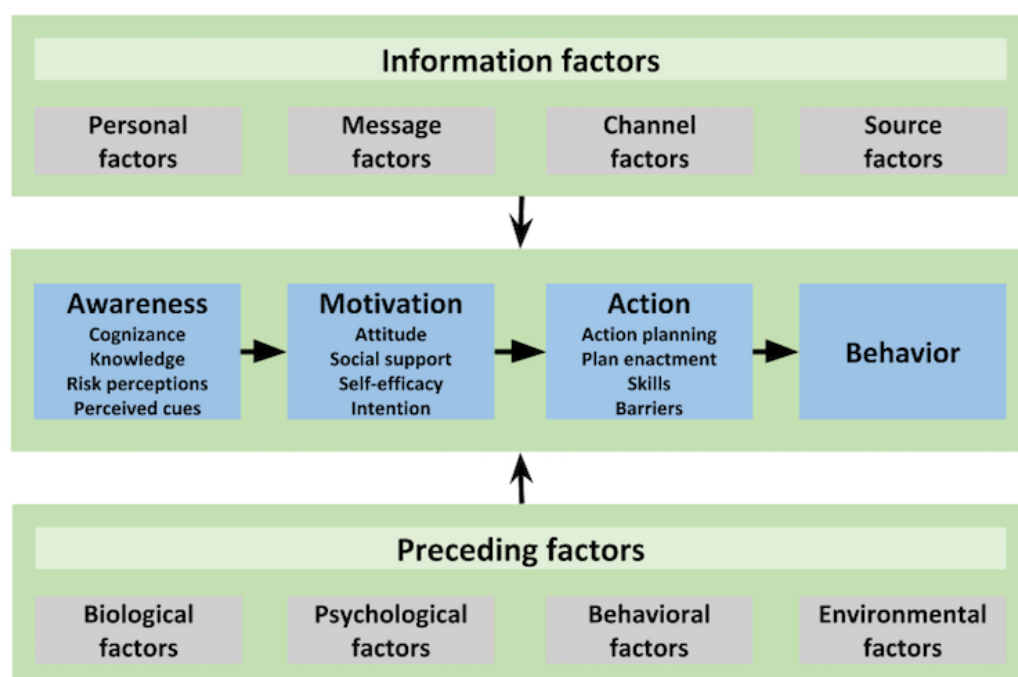 Information factors
Personal
factors
Message
factors
Channel
factors
Source
factors
Awareness
Cognizance
Knowledge
Risk perceptions
Perceived cues
Motivation
Attitude
Social support
Self-efficacy
Intention
Action
Action planning
Plan enactment
Skills
Barriers
Behavior
Preceding factors
Biological
factors
Psychological
factors
Behavioral
factors
Environmental
factors